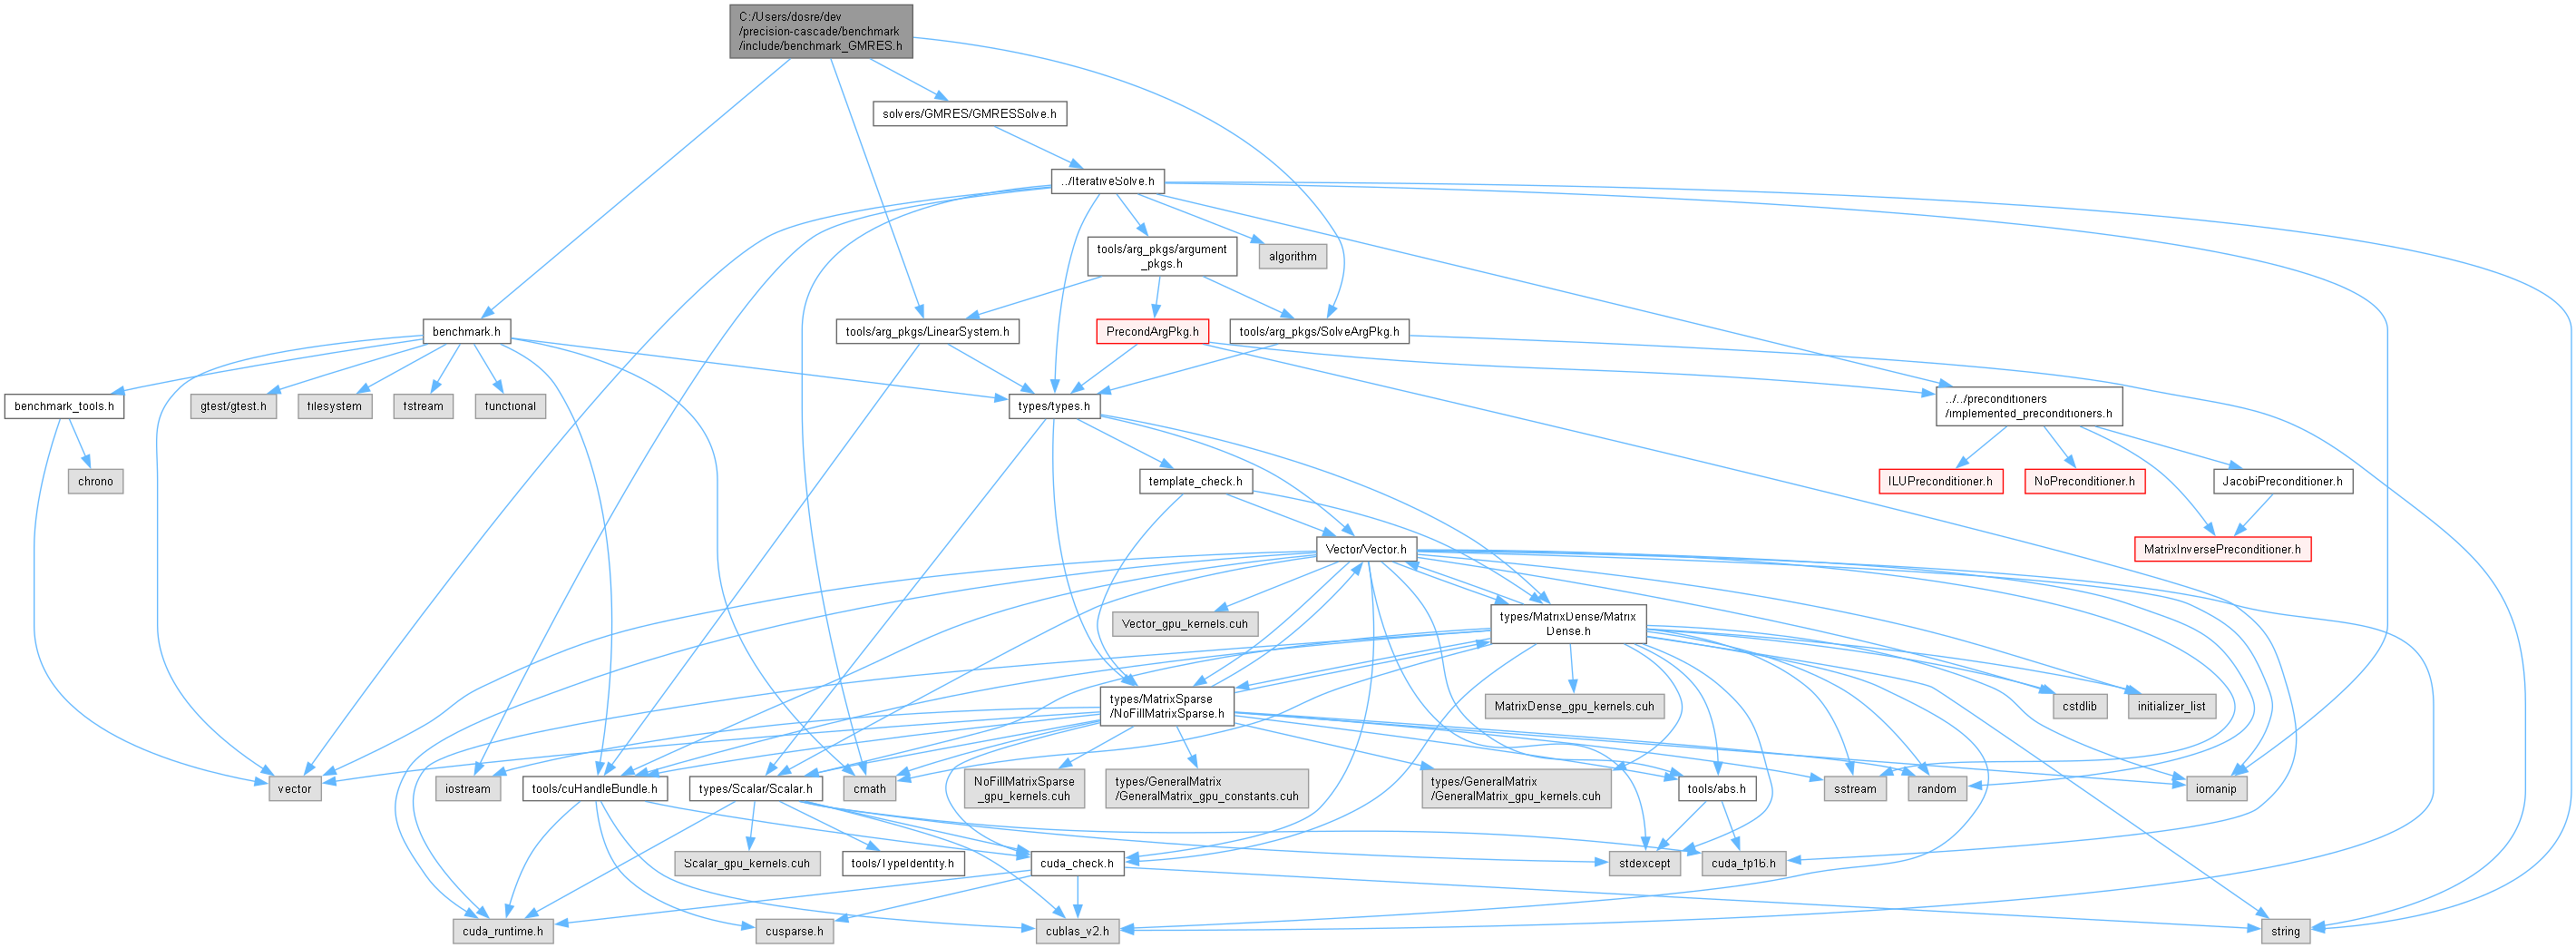 C:/Users/dosre/dev
/precision-cascade/benchmark
/include/benchmark_GMRES.h
solvers/GMRES/GMRESSolve.h
../IterativeSolve.h
tools/arg_pkgs/argument
_pkgs.h
algorithm
benchmark.h
tools/arg_pkgs/LinearSystem.h
PrecondArgPkg.h
tools/arg_pkgs/SolveArgPkg.h
benchmark_tools.h
gtest/gtest.h
filesystem
fstream
functional
types/types.h
../../preconditioners
/implemented_preconditioners.h
chrono
template_check.h
ILUPreconditioner.h
NoPreconditioner.h
JacobiPreconditioner.h
Vector/Vector.h
MatrixInversePreconditioner.h
Vector_gpu_kernels.cuh
types/MatrixDense/Matrix
Dense.h
types/MatrixSparse
/NoFillMatrixSparse.h
MatrixDense_gpu_kernels.cuh
cstdlib
initializer_list
vector
iostream
tools/cuHandleBundle.h
types/Scalar/Scalar.h
cmath
NoFillMatrixSparse
_gpu_kernels.cuh
types/GeneralMatrix
/GeneralMatrix_gpu_constants.cuh
types/GeneralMatrix
/GeneralMatrix_gpu_kernels.cuh
tools/abs.h
sstream
random
iomanip
Scalar_gpu_kernels.cuh
tools/TypeIdentity.h
cuda_check.h
stdexcept
cuda_fp16.h
cuda_runtime.h
cusparse.h
cublas_v2.h
string